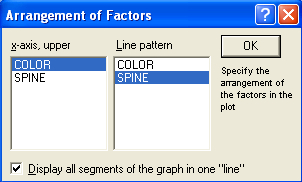 Arrangement of Factors
x-axis, upper
COLOR
SPINE
Line pattern
COLOR
SPINE
OK
Specify the
arrangement of
the factors in the
plot
Display all segments of the graph in one "line"